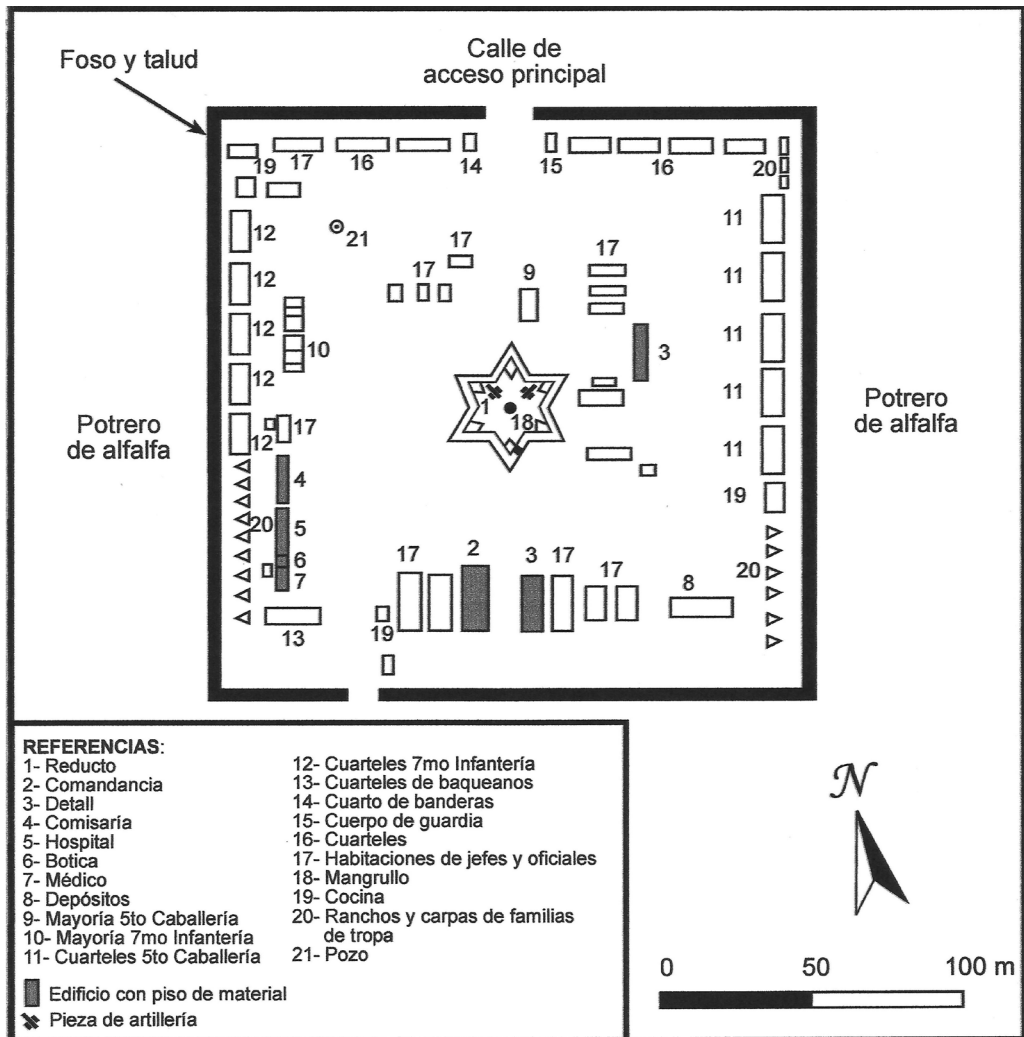 Foso y talud
Calle de
acceso principal
19
17
16
14
15
16
20
12
21
17
17
9
17
11
12
11
12
10
3
11
12
1
18
11
Potrero
de alfalfa
Potrero
de alfalfa
12
17
11
4
19
20
5
6
7
17
2
3
17
17
8
20
13
19
REFERENCIAS:
1- Reducto
2- Comandancia
3- Detall
4- Comisaría
5- Hospital
6- Botica
7- Médico
8- Depósitos
9- Mayoría 5to Caballería
10- Mayoría 7mo Infantería
11- Cuarteles 5to Caballería
12- Cuarteles 7mo Infantería
13- Cuarteles de baqueanos
14- Cuarto de banderas
15- Cuerpo de guardia
16- Cuarteles
17- Habitaciones de jefes y oficiales
18- Mangrullo
19- Cocina
20- Ranchos y carpas de familias
de tropa
21- Pozo
Edificio con piso de material
Pieza de artillería
N
0 50 100 m